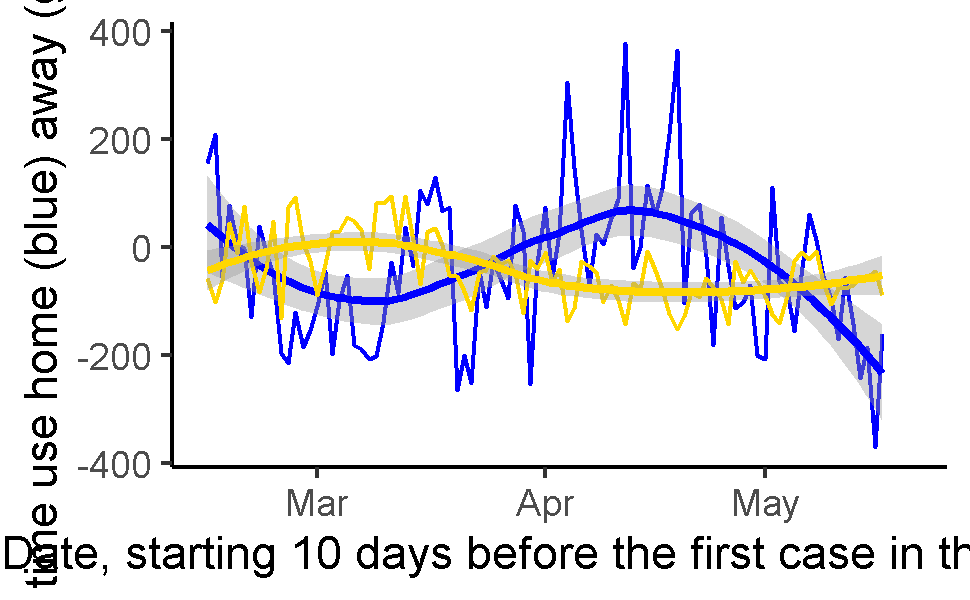 time use home (blue) away (
400
200
0
-200
-400
Mar Apr May
Date, starting 10 days before the first case in th